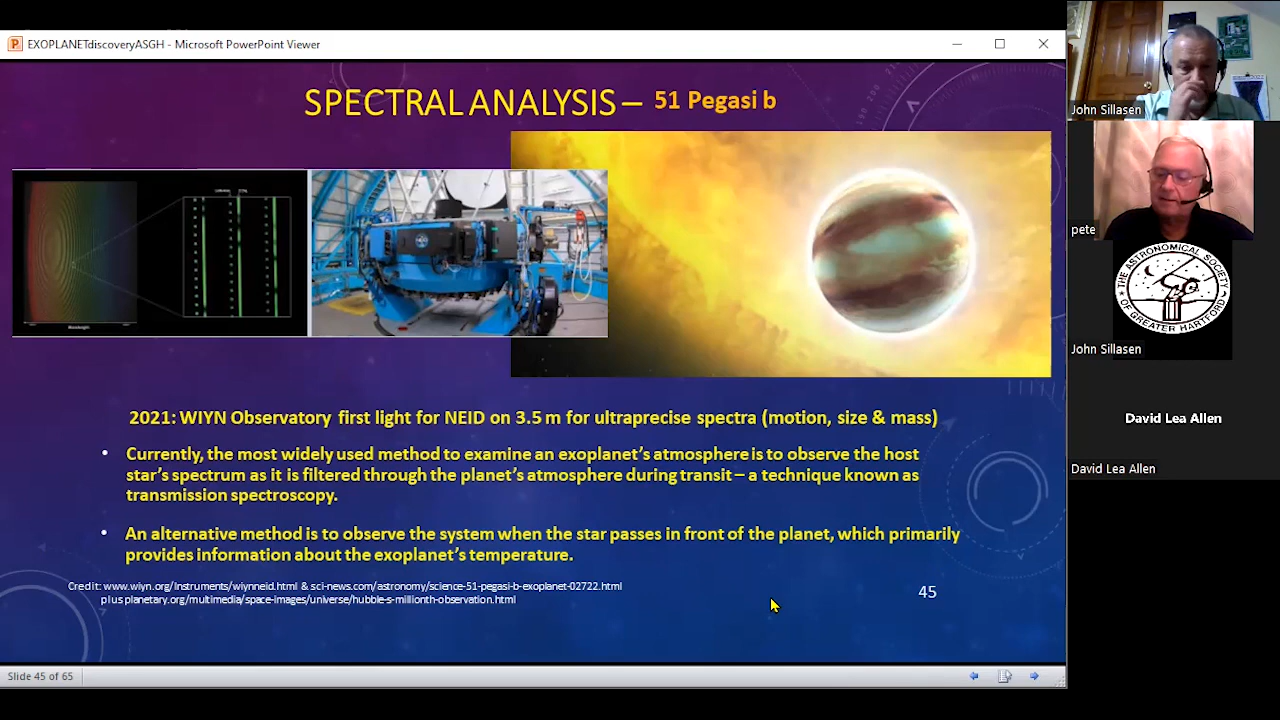 EXOPLANETdiscoveryASGH - Microsoft PowerPoint Viewer
SPECTRAL ANALYSIS – 51 Pegasi b
2021: WIYN Observatory first light for NEID on 3.5 m for ultraprecise spectra (motion, size & mass)
• Currently, the most widely used method to examine an exoplanet's atmosphere is to observe the host
star's spectrum as it is filtered through the planet's atmosphere during transit – a technique known as
transmission spectroscopy.
• An alternative method is to observe the system when the star passes in front of the planet, which primarily
provides information about the exoplanet's temperature.
Credit: www.wiyn.org/Instruments/wiynneid.html & sci-news.com/astronomy/science-51-pegasi-b-exoplanet-02722.html
plus planetary.org/multimedia/space-images/universe/hubble-s-millionth-observation.html
45
Slide 45 of 65
John Sillasen
pete
THE ASTRONOMICAL SOCIETY
OF GREATER HARTFORD
John Sillasen
David Lea Allen
David Lea Allen